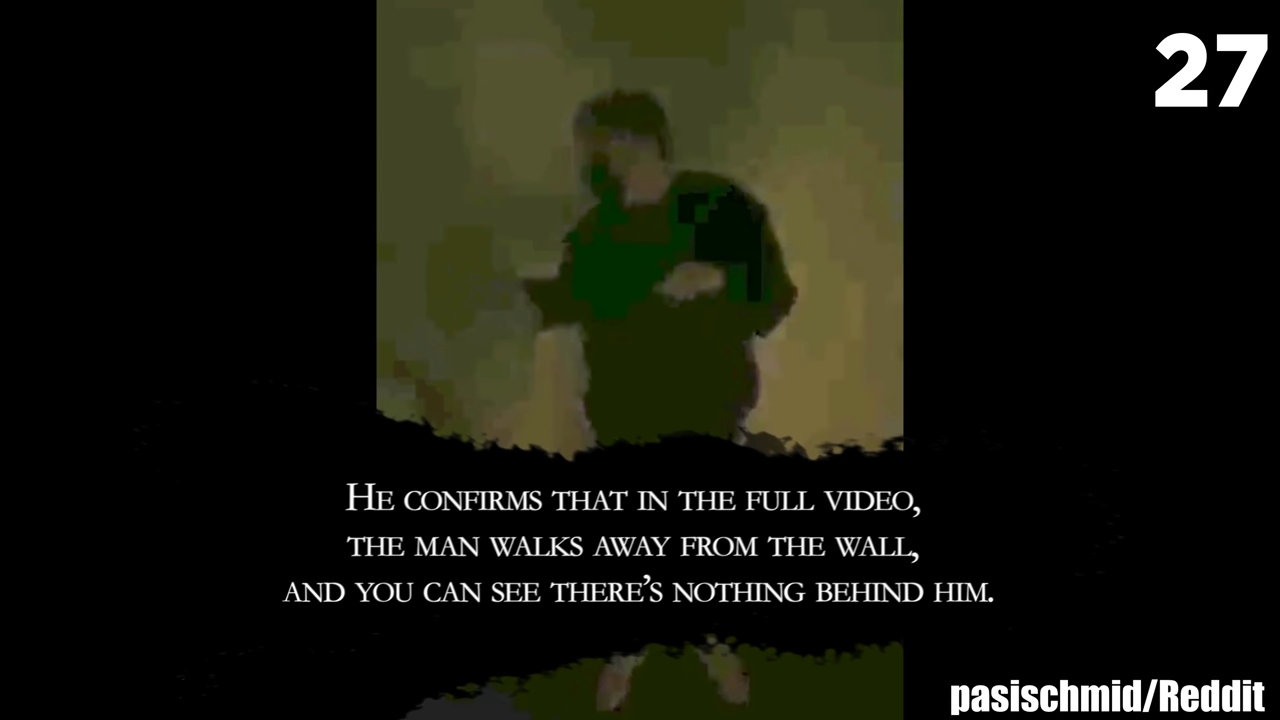 27
He confirms that in the full video,
the man walks away from the wall,
and you can see there's nothing behind him.
pasischmid/Reddit